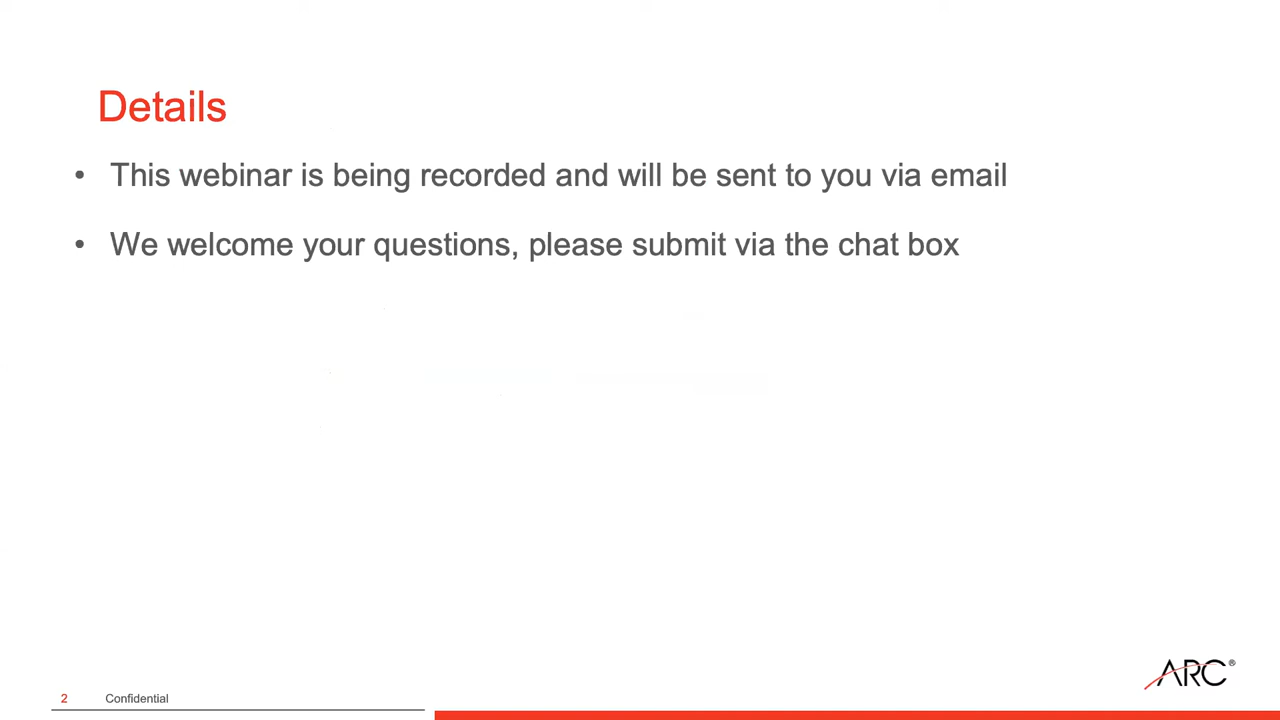 Details
• This webinar is being recorded and will be sent to you via email
• We welcome your questions, please submit via the chat box
ARC®
2 Confidential